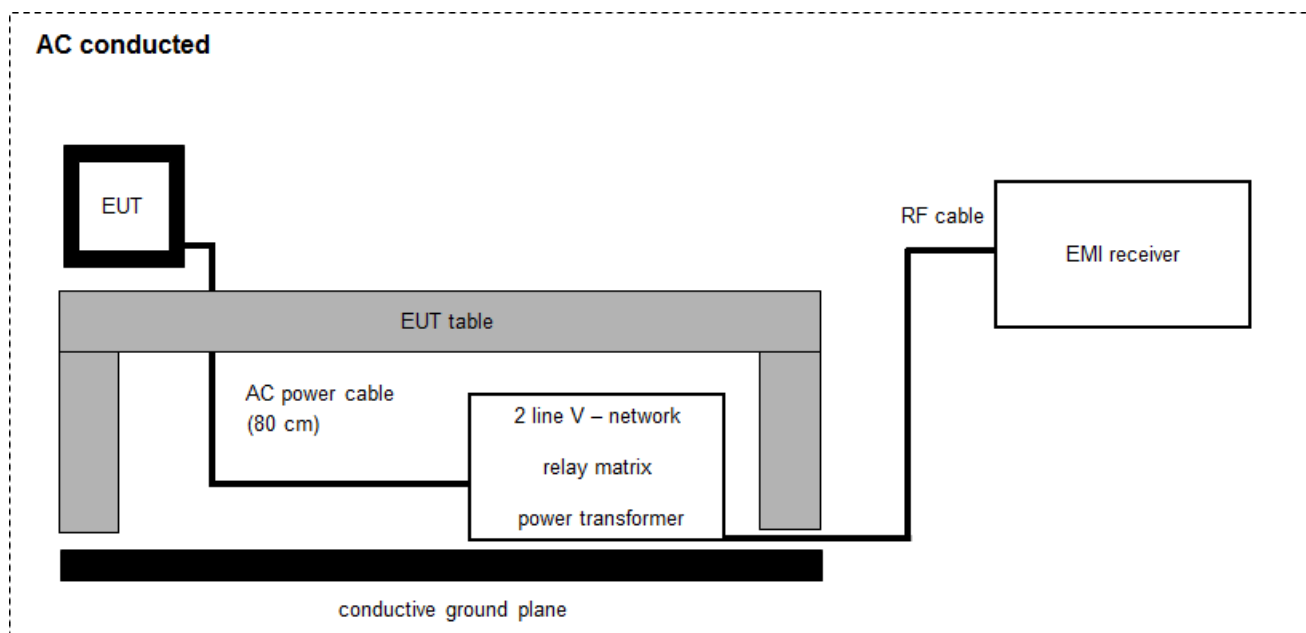 AC conducted
EUT
RF cable
EMI receiver
EUT table
AC power cable
(80 cm)
2 line V – network
relay matrix
power transformer
conductive ground plane